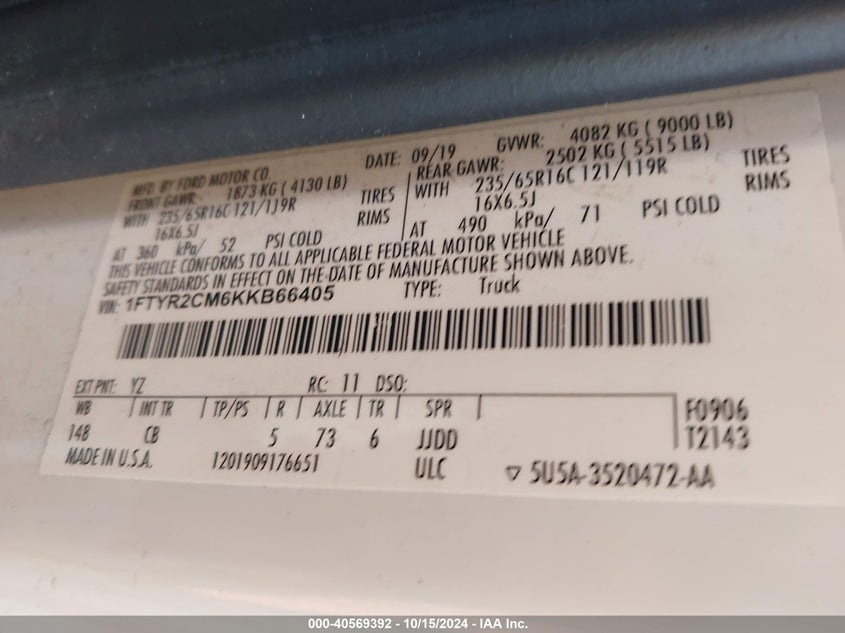 MFD. BY FORD MOTOR CO. DATE: 09/19 GVWR: 4082 KG ( 9000 LB)
FRONT GAWR: 1873 KG ( 4130 LB) REAR GAWR: 2502 KG ( 5515 LB)
WITH 235/65R16C 121/119R TIRES WITH 235/65R16C 121/119R TIRES
16X6.5J RIMS 16X6.5J RIMS
AT 360 kPa/ 52 PSI COLD AT 490 kPa/ 71 PSI COLD
THIS VEHICLE CONFORMS TO ALL APPLICABLE FEDERAL MOTOR VEHICLE
SAFETY STANDARDS IN EFFECT ON THE DATE OF MANUFACTURE SHOWN ABOVE.
VIN: 1FTYR2CM6KKB66405 TYPE: Truck
EXT PNT: YZ RC: 11 DSO:
WB INT TR TP/PS R AXLE TR SPR F0906
148 CB 5 73 6 JJDD T2143
MADE IN U.S.A. 1201909176651 ULC ▽ 5U5A-3520472-AA
000-40569392 - 10/15/2024 - IAA Inc.